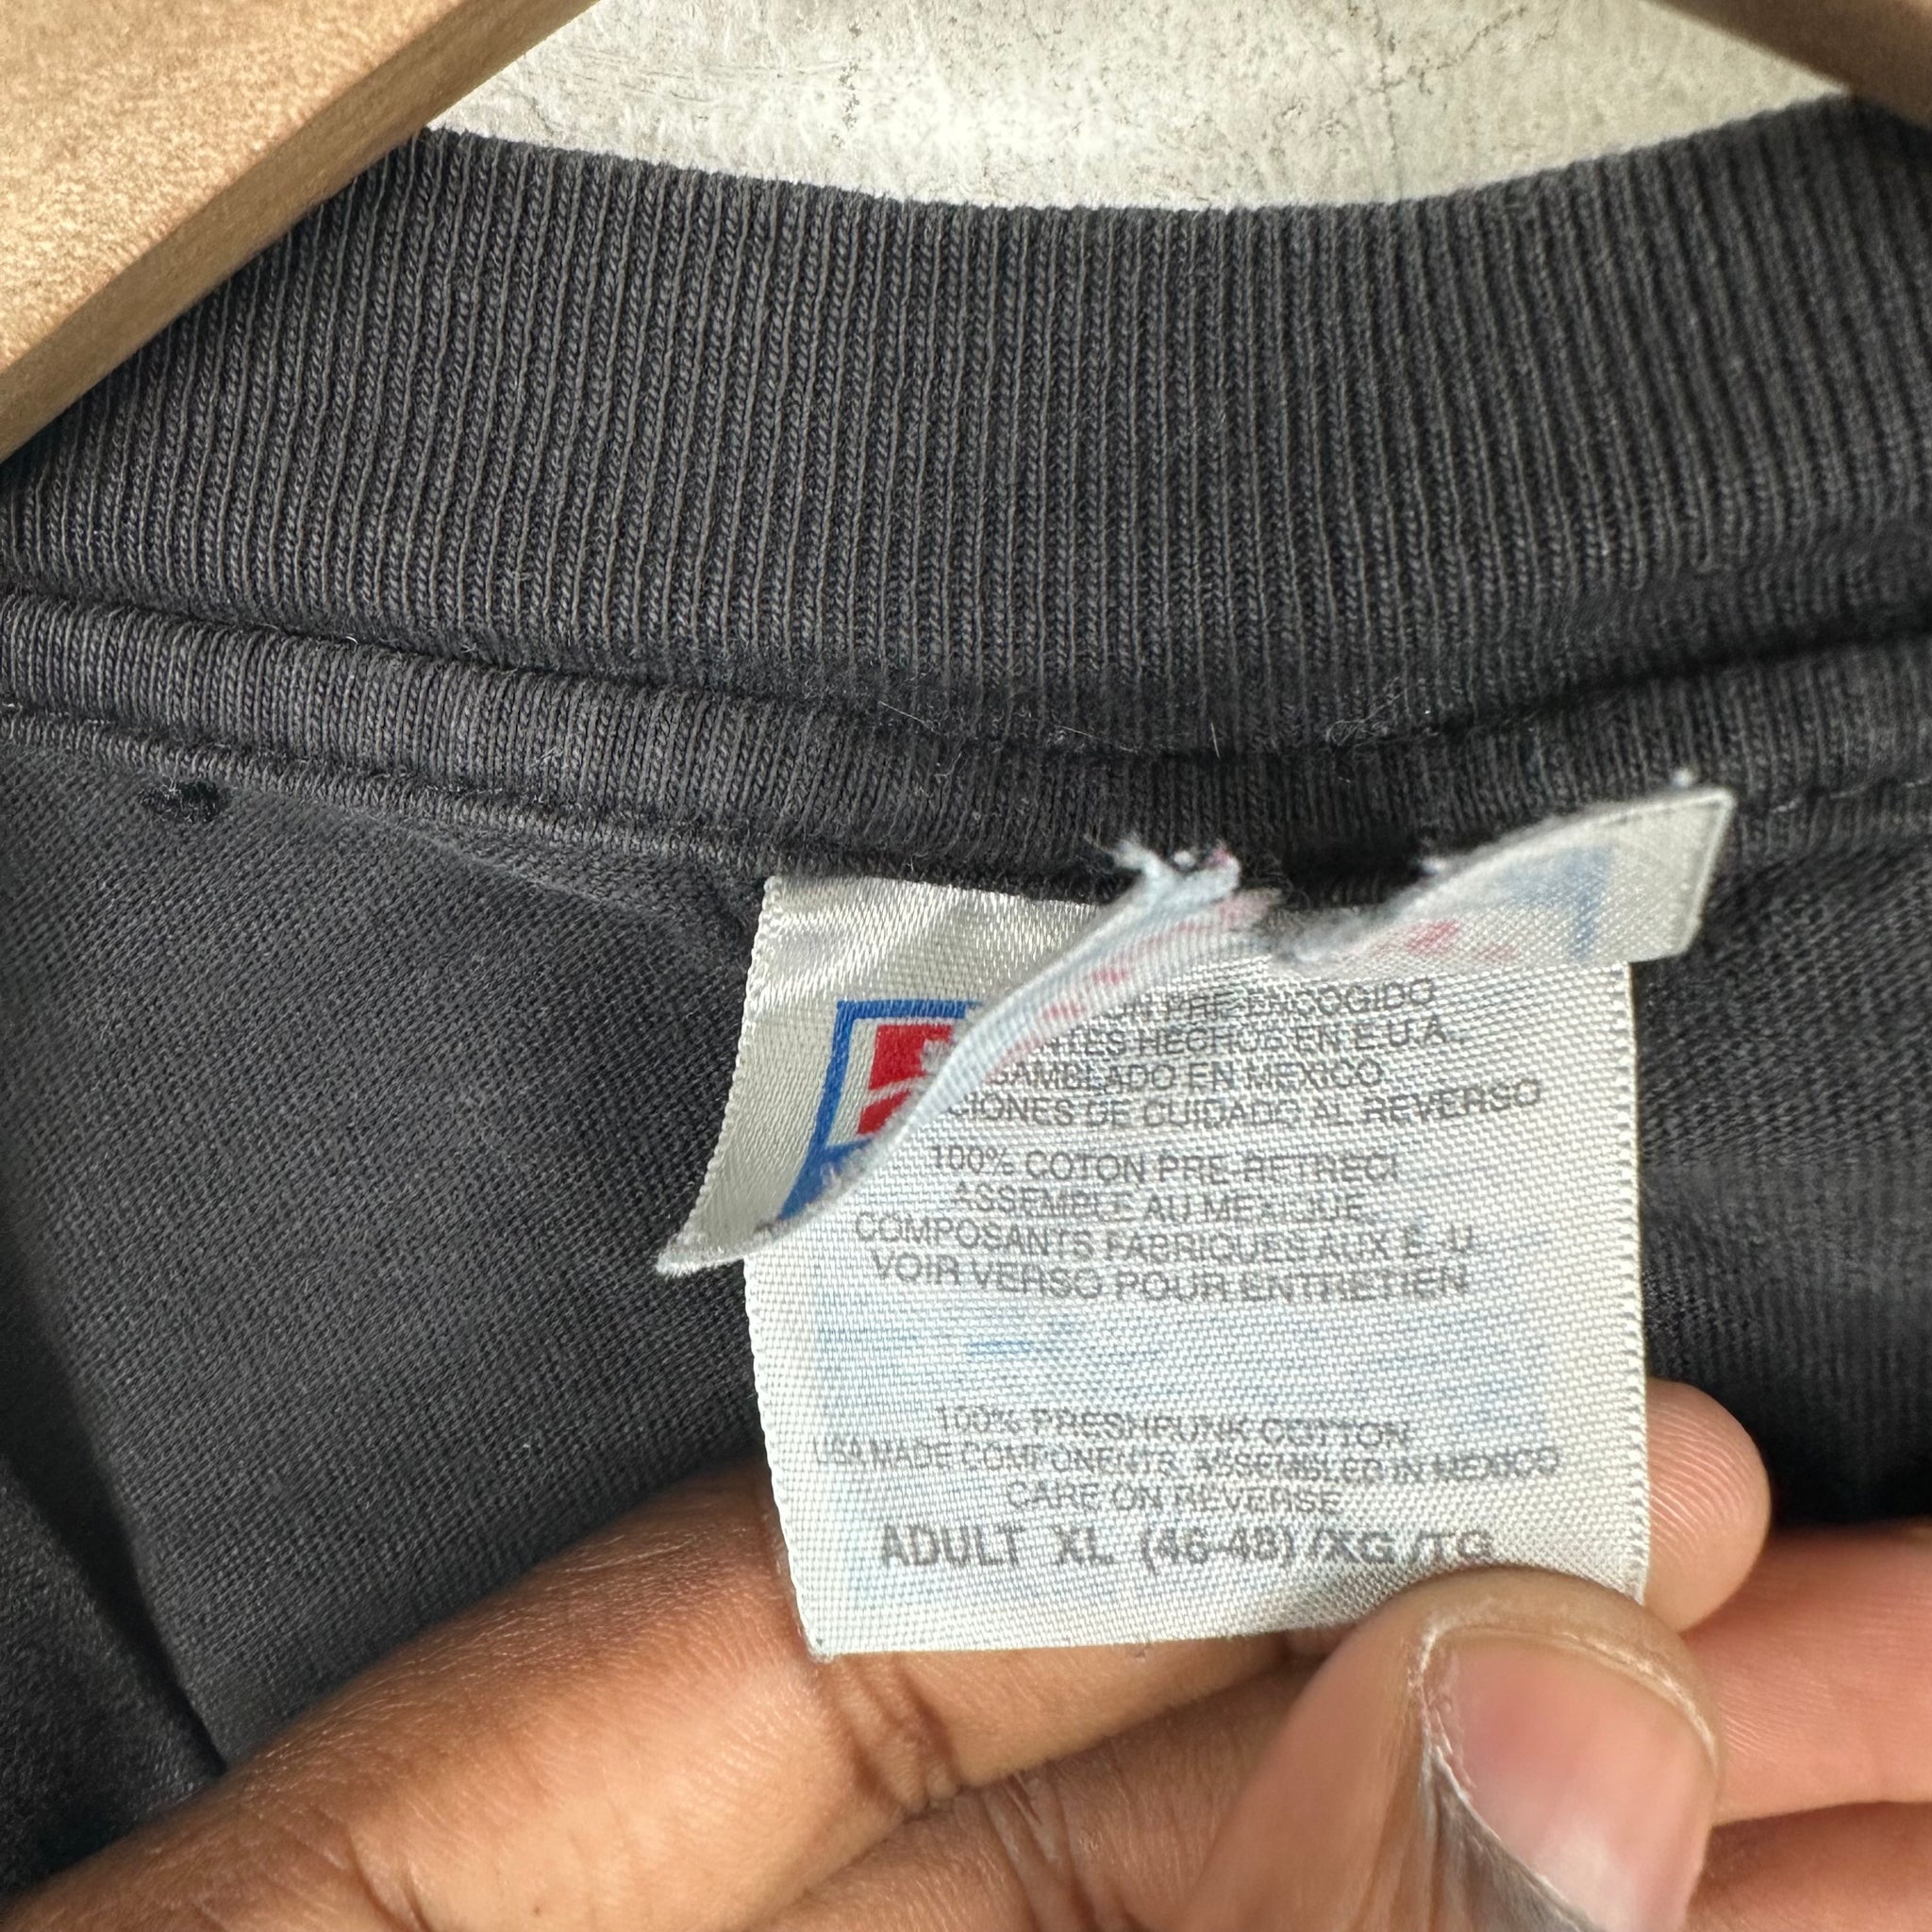 PRE-ENCOGIDO
HECHOS EN E.U.A.
EN MEXICO
DE CUIDADO AL REVERSO
100% COTON PRE-RETRECI
ASSEMBLE AU MEXIQUE
COMPOSANTS FABRIQUES AUX E. U
VOIR VERSO POUR ENTRETIEN
100% PRESHRUNK COTTON
USA MADE COMPONENTS, ASSEMBLED IN MEXICO
CARE ON REVERSE
ADULT XL (46-48) /XG /TG